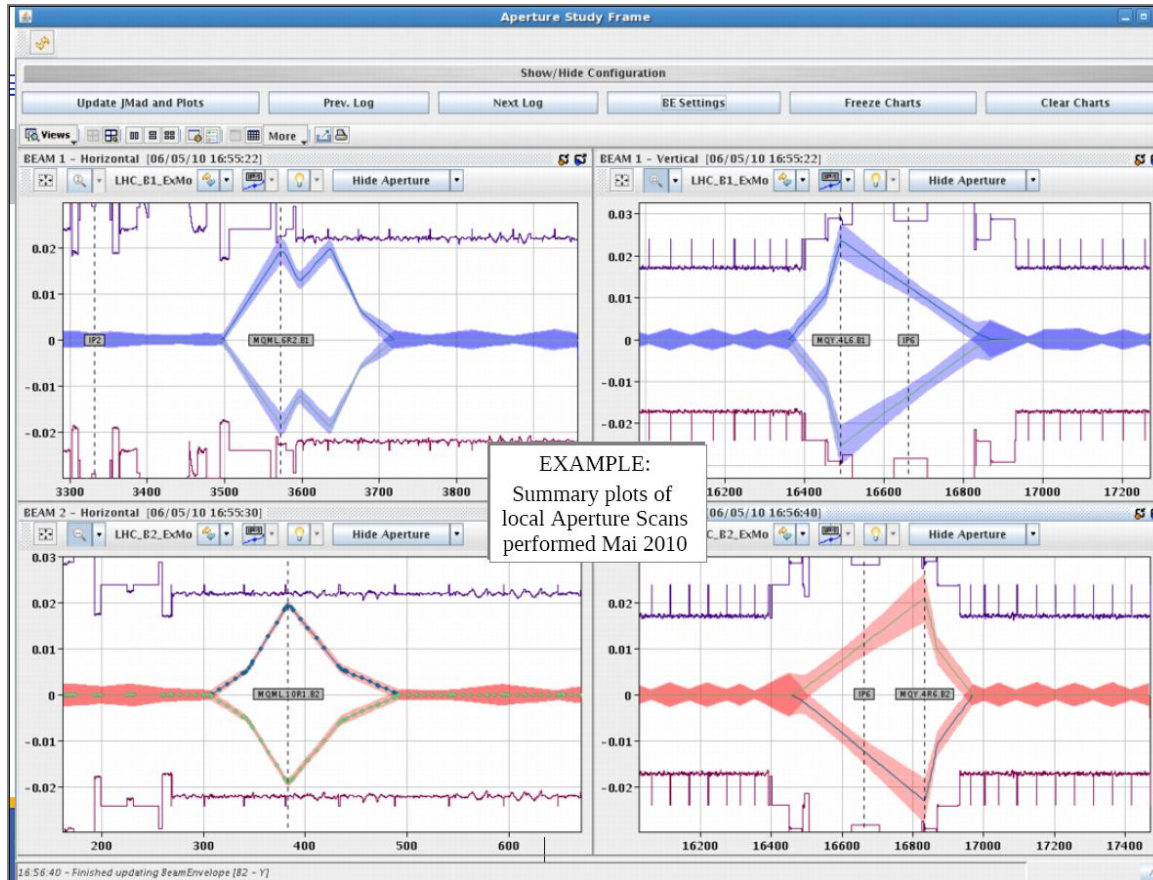 Aperture Study Frame
Show/Hide Configuration
Update JMad and Plots Prev. Log Next Log BE Settings Freeze Charts Clear Charts
Views More
BEAM 1 - Horizontal [06/05/10 16:55:22]
LHC_B1_ExMo Hide Aperture
0.02
0.01
0
-0.01
-0.02
IP2 MQML.6R2.B1
3300 3400 3500 3600 3700 3800
BEAM 1 - Vertical [06/05/10 16:55:22]
LHC_B1_ExMo Hide Aperture
0.03
0.02
0.01
0
-0.01
-0.02
MQY.4L6.B1 IP6
16200 16400 16600 16800 17000 17200
EXAMPLE:
Summary plots of
local Aperture Scans
performed Mai 2010
BEAM 2 - Horizontal [06/05/10 16:55:30]
LHC_B2_ExMo Hide Aperture
0.03
0.02
0.01
0
-0.01
-0.02
MQML.10R1.B2
200 300 400 500 600
06/05/10 16:56:40]
C_B2_ExMo Hide Aperture
0.03
0.02
0.01
0
-0.01
-0.02
IP6 MQY.4R6.B2
16200 16400 16600 16800 17000 17200 17400
16:56:40 - Finished updating BeamEnvelope [B2 - Y]